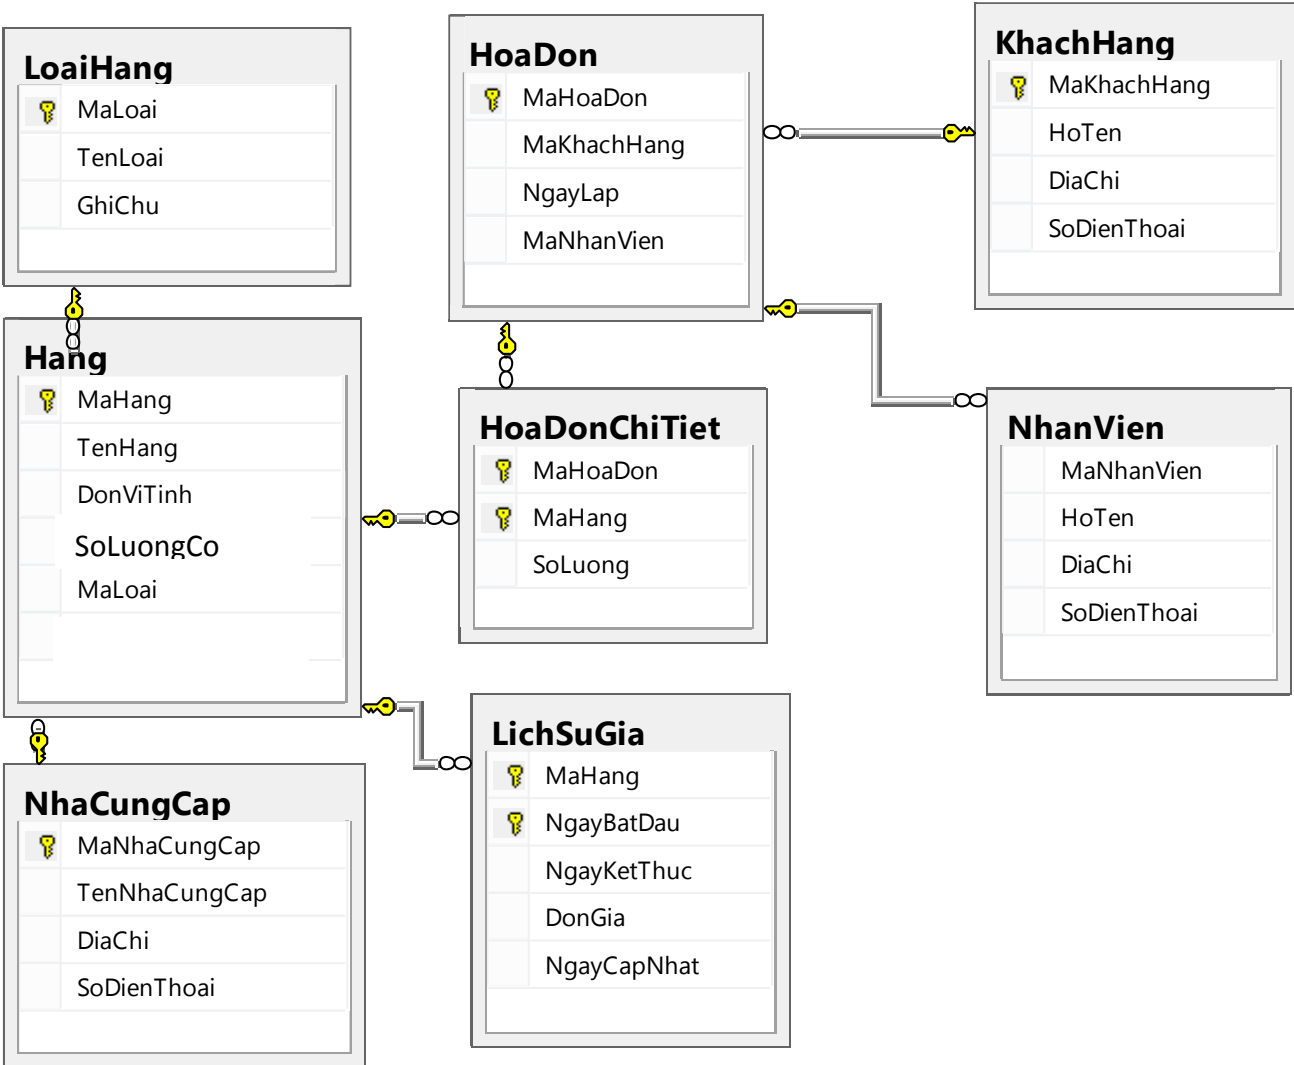 LoaiHang
MaLoai
TenLoai
GhiChu
HoaDon
MaHoaDon
MaKhachHang
NgayLap
MaNhanVien
KhachHang
MaKhachHang
HoTen
DiaChi
SoDienThoai
Hang
MaHang
TenHang
DonViTinh
SoLuongCo
MaLoai
HoaDonChiTiet
MaHoaDon
MaHang
SoLuong
NhanVien
MaNhanVien
HoTen
DiaChi
SoDienThoai
NhaCungCap
MaNhaCungCap
TenNhaCungCap
DiaChi
SoDienThoai
LichSuGia
MaHang
NgayBatDau
NgayKetThuc
DonGia
NgayCapNhat